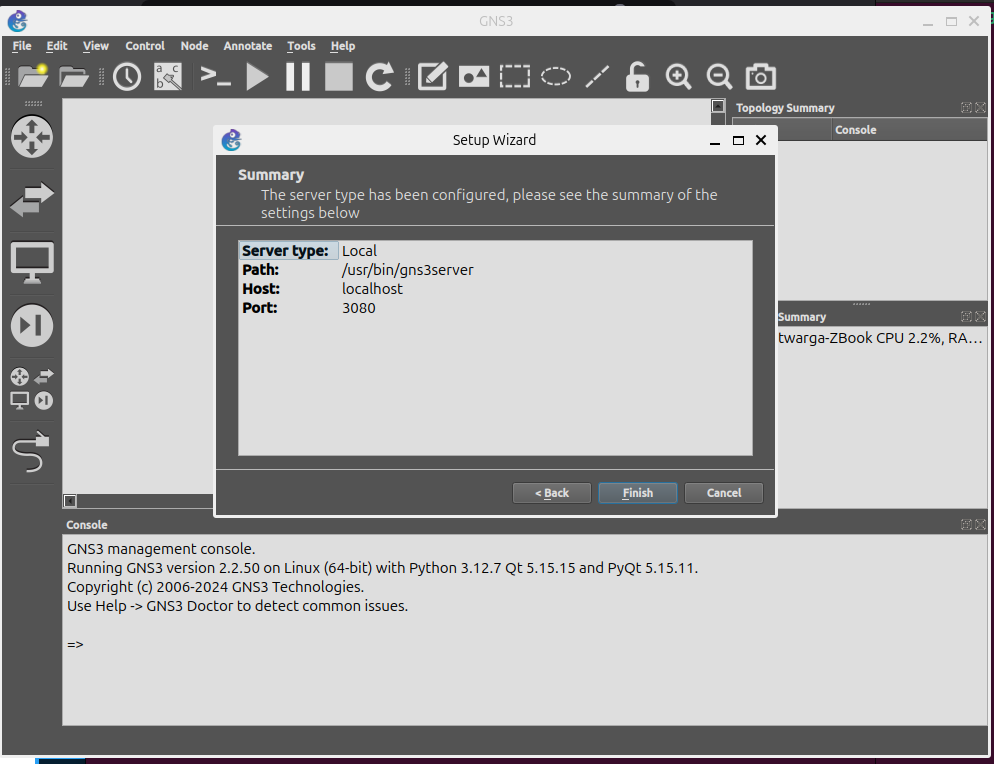 GNS3
File Edit View Control Node Annotate Tools Help
a c
b
Topology Summary
Console
Setup Wizard
Summary
The server type has been configured, please see the summary of the
settings below
Server type: Local
Path: /usr/bin/gns3server
Host: localhost
Port: 3080
< Back Finish Cancel
Summary
twarga-ZBook CPU 2.2%, RA...
Console
GNS3 management console.
Running GNS3 version 2.2.50 on Linux (64-bit) with Python 3.12.7 Qt 5.15.15 and PyQt 5.15.11.
Copyright (c) 2006-2024 GNS3 Technologies.
Use Help -> GNS3 Doctor to detect common issues.
=>